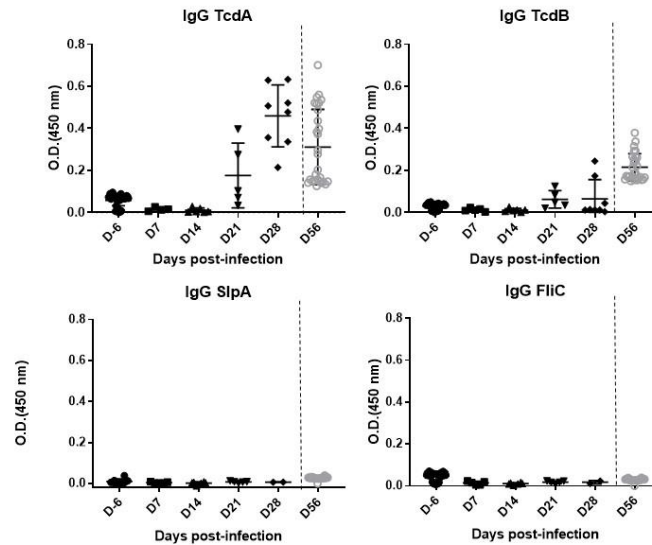 IgG TcdA
O.D.(450 nm)
0.8
0.6
0.4
0.2
0.0
D-6
D7
D14
D21
D28
D56
Days post-infection
IgG TcdB
O.D.(450 nm)
0.8
0.6
0.4
0.2
0.0
D-6
D7
D14
D21
D28
D56
Days post-infection
IgG SlpA
O.D.(450 nm)
0.8
0.6
0.4
0.2
0.0
D-6
D7
D14
D21
D28
D56
Days post-infection
IgG FliC
O.D.(450 nm)
0.8
0.6
0.4
0.2
0.0
D-6
D7
D14
D21
D28
D56
Days post-infection